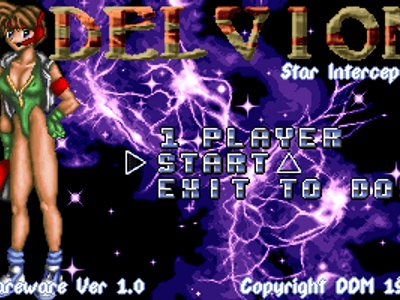 DELVION
Star Intercep
1 PLAYER
START
EXIT TO DO
areware Ver 1.0
Copyright DDM 19